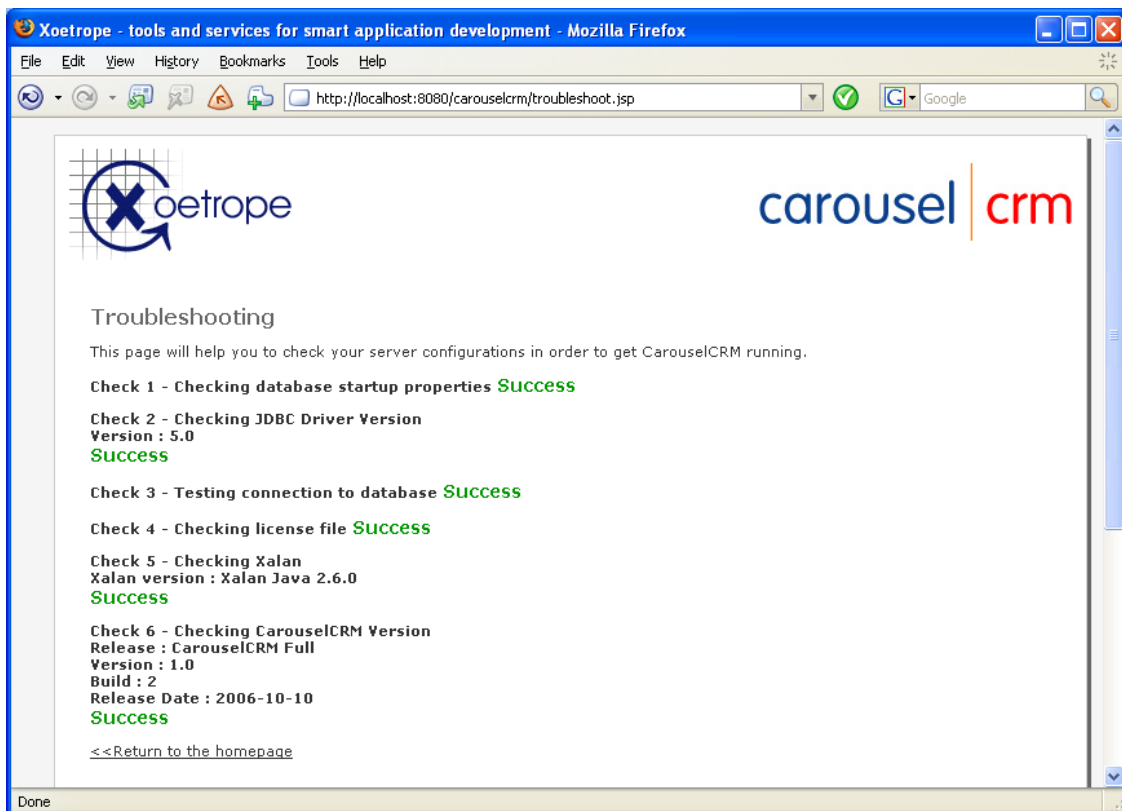 Xoetrope - tools and services for smart application development - Mozilla Firefox
File Edit View History Bookmarks Tools Help
http://localhost:8080/carouselcrm/troubleshoot.jsp G Google
Xoetrope
carousel crm
Troubleshooting
This page will help you to check your server configurations in order to get CarouselCRM running.
Check 1 - Checking database startup properties Success
Check 2 - Checking JDBC Driver Version
Version : 5.0
Success
Check 3 - Testing connection to database Success
Check 4 - Checking license file Success
Check 5 - Checking Xalan
Xalan version : Xalan Java 2.6.0
Success
Check 6 - Checking CarouselCRM Version
Release : CarouselCRM Full
Version : 1.0
Build : 2
Release Date : 2006-10-10
Success
<<Return to the homepage
Done